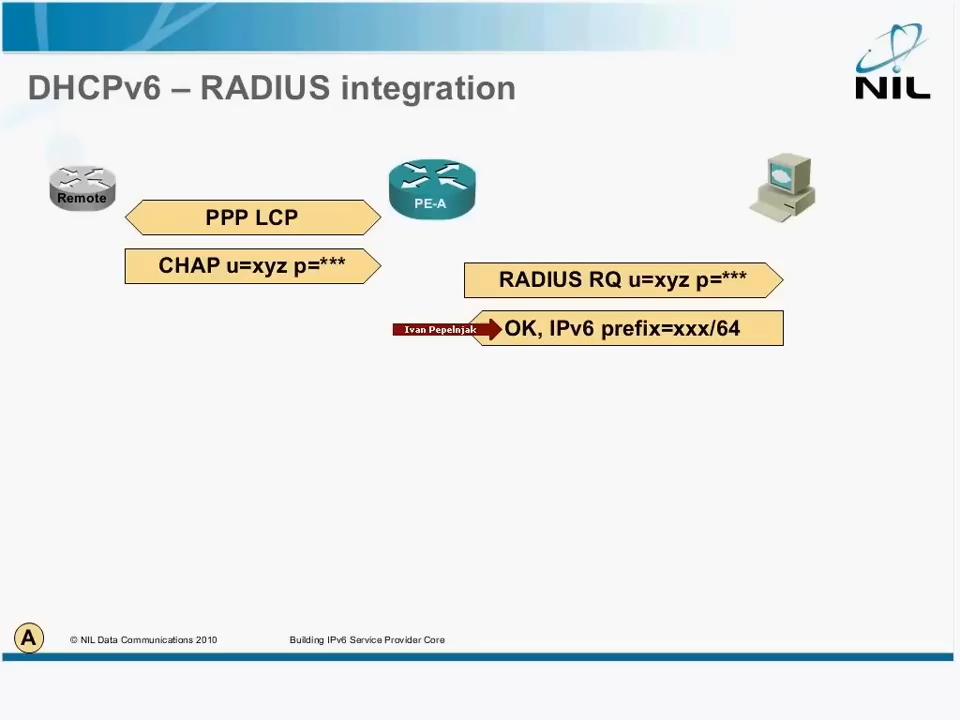 DHCPv6 – RADIUS integration
NIL
Remote
PE-A
PPP LCP
CHAP u=xyz p=***
RADIUS RQ u=xyz p=***
Ivan Pepelnjak
OK, IPv6 prefix=xxx/64
A
© NIL Data Communications 2010
Building IPv6 Service Provider Core